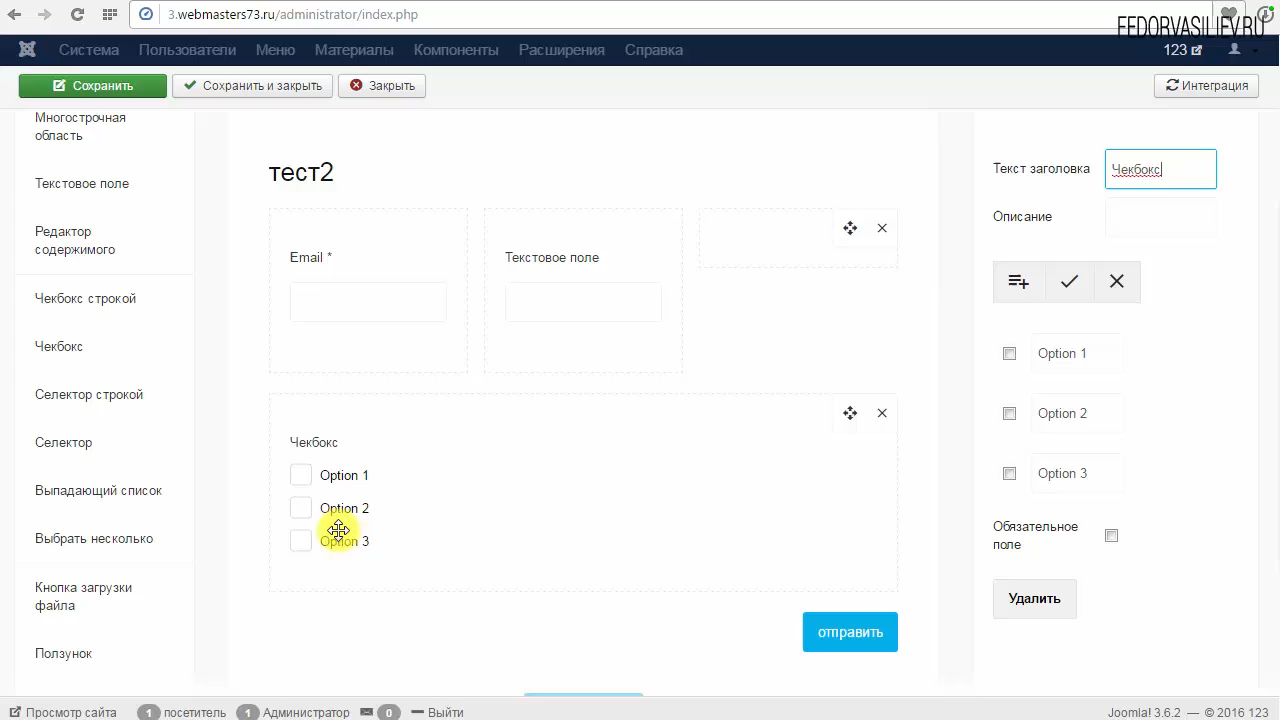 3.webmasters73.ru/administrator/index.php
FEDORVASILIEV.RU
Система Пользователи Меню Материалы Компоненты Расширения Справка 123
Сохранить Сохранить и закрыть Закрыть Интеграция
Многострочная
область
Текстовое поле
Редактор
содержимого
Чекбокс строкой
Чекбокс
Селектор строкой
Селектор
Выпадающий список
Выбрать несколько
Кнопка загрузки
файла
Ползунок
тест2
Email *
Текстовое поле
Чекбокс
Option 1
Option 2
Option 3
отправить
Текст заголовка Чекбокс
Описание
Option 1
Option 2
Option 3
Обязательное
поле
Удалить
Просмотр сайта 1 посетитель 1 Администратор 0 Выйти Joomla! 3.6.2 — © 2016 123